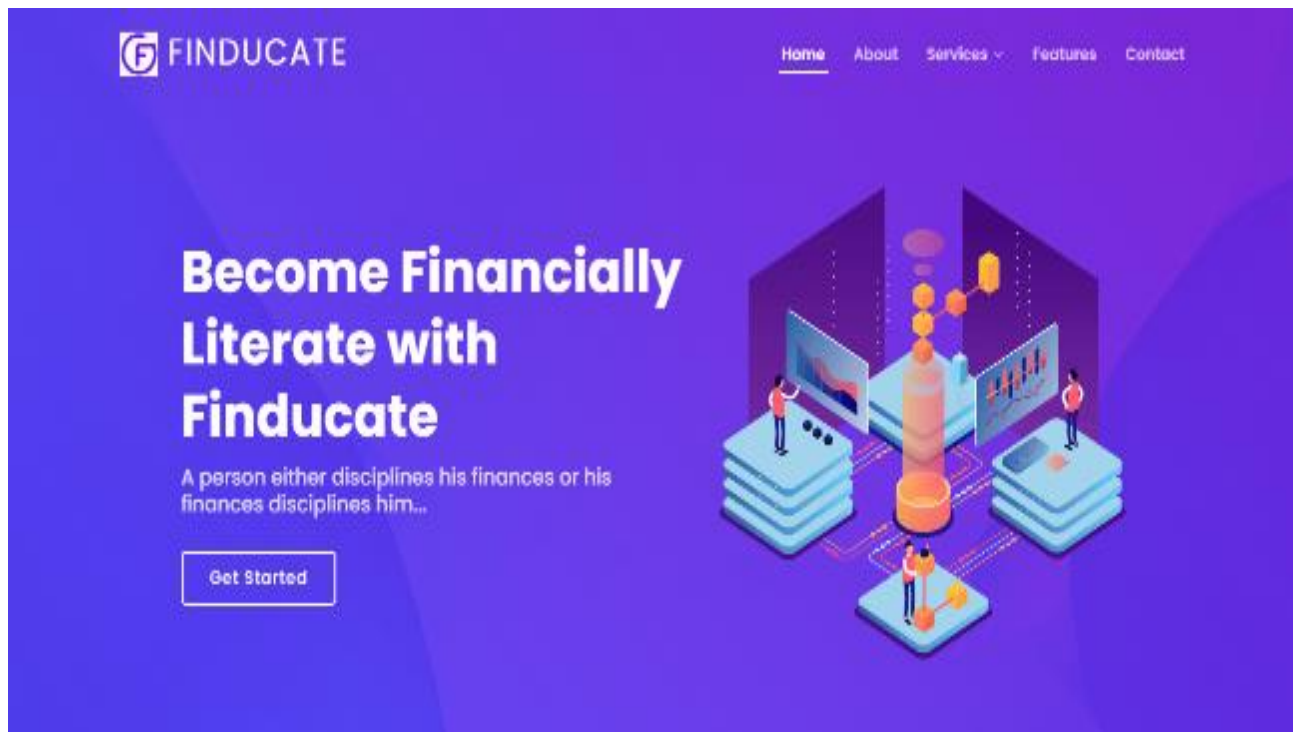 FINDUCATE
Home About Services Features Contact
Become Financially
Literate with
Finducate
A person either disciplines his finances or his
finances disciplines him...
Get Started